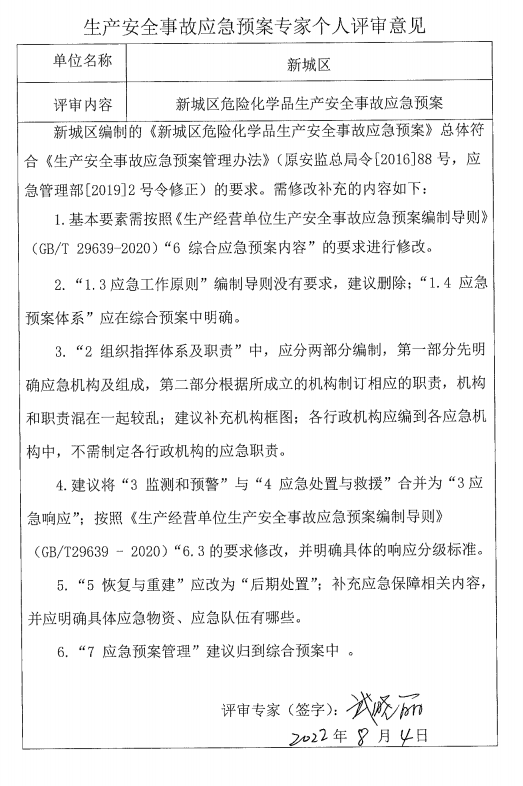 生产安全事故应急预案专家个人评审意见
单位名称 新城区
评审内容 新城区危险化学品生产安全事故应急预案
新城区编制的《新城区危险化学品生产安全事故应急预案》总体符
合《生产安全事故应急预案管理办法》（原安监总局令[2016]88 号，应
急管理部[2019]2 号令修正）的要求。需修改补充的内容如下：
1.基本要素需按照《生产经营单位生产安全事故应急预案编制导则》
（GB/T 29639-2020）“6 综合应急预案内容”的要求进行修改。
2. “1.3 应急工作原则”编制导则没有要求，建议删除；“1.4 应急
预案体系”应在综合预案中明确。
3. “2 组织指挥体系及职责”中，应分两部分编制，第一部分先明
确应急机构及组成，第二部分根据所成立的机构制订相应的职责，机构
和职责混在一起较乱；建议补充机构框图；各行政机构应编到各应急机
构中，不需制定各行政机构的应急职责。
4.建议将“3 监测和预警”与“4 应急处置与救援”合并为“3 应
急响应”；按照《生产经营单位生产安全事故应急预案编制导则》
（GB/T29639 - 2020）“6.3 的要求修改，并明确具体的响应分级标准。
5. “5 恢复与重建”应改为“后期处置”；补充应急保障相关内容，
并应明确具体应急物资、应急队伍有哪些。
6. “7 应急预案管理”建议归到综合预案中 。
评审专家（签字）：武晓丽
2022 年 8 月 4 日